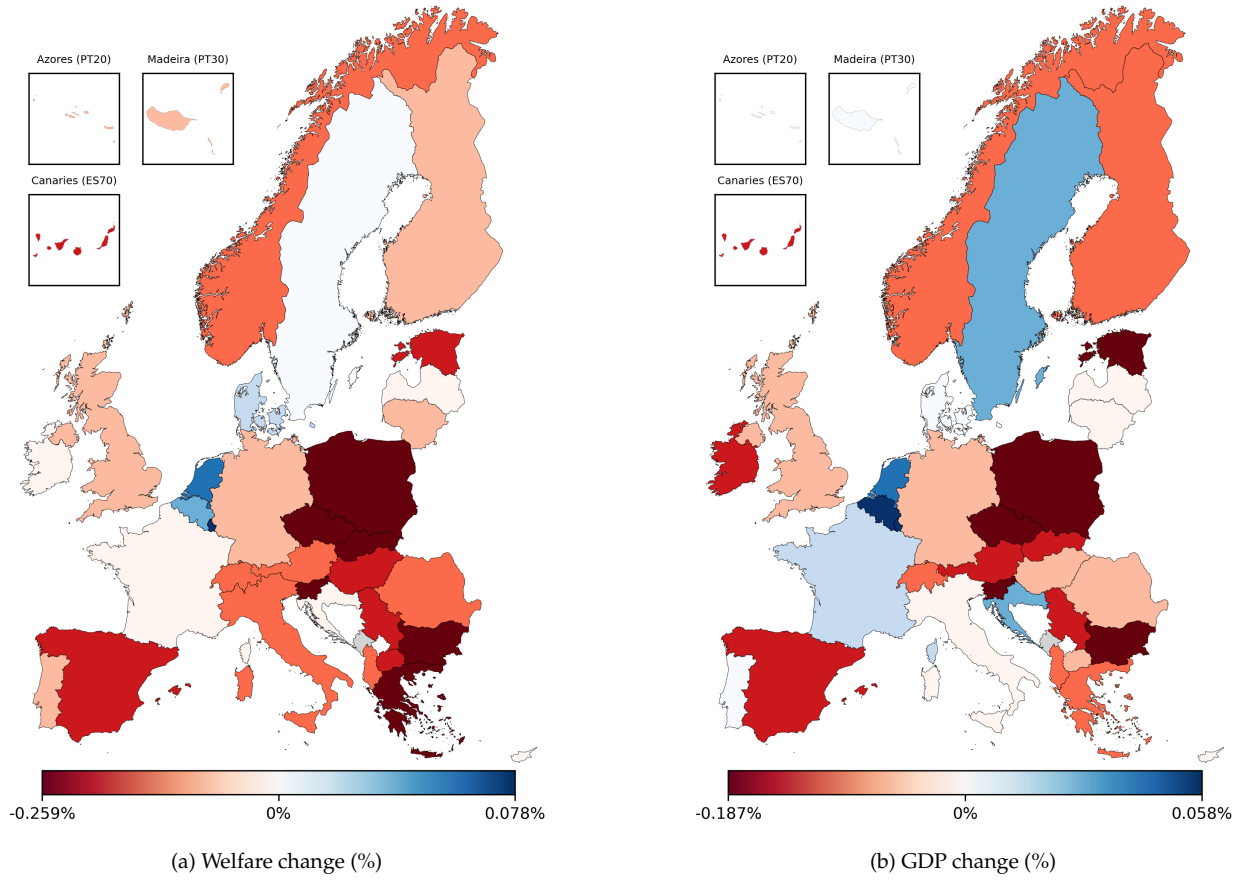 Azores (PT20)
Madeira (PT30)
Canaries (ES70)
-0.259%
0%
0.078%
(a) Welfare change (%)
Azores (PT20)
Madeira (PT30)
Canaries (ES70)
-0.187%
0%
0.058%
(b) GDP change (%)